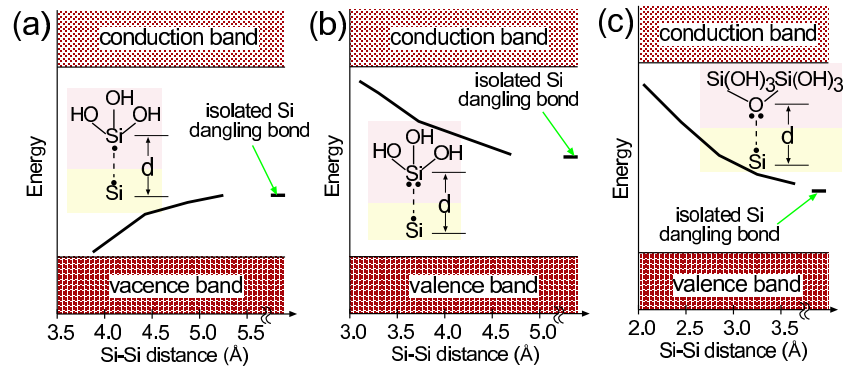 (a)
conduction band
OH
HO OH
Si
d
Si
isolated Si
dangling bond
Energy
vacence band
3.5 4.0 4.5 5.0 5.5
Si-Si distance (Å)
(b)
conduction band
isolated Si
dangling bond
OH
HO OH
Si
d
Si
Energy
valence band
3.0 3.5 4.0 4.5 5.0
Si-Si distance (Å)
(c)
conduction band
Si(OH)3 Si(OH)3
O
d
Si
isolated Si
dangling bond
Energy
valence band
2.0 2.5 3.0 3.5
Si-Si distance (Å)